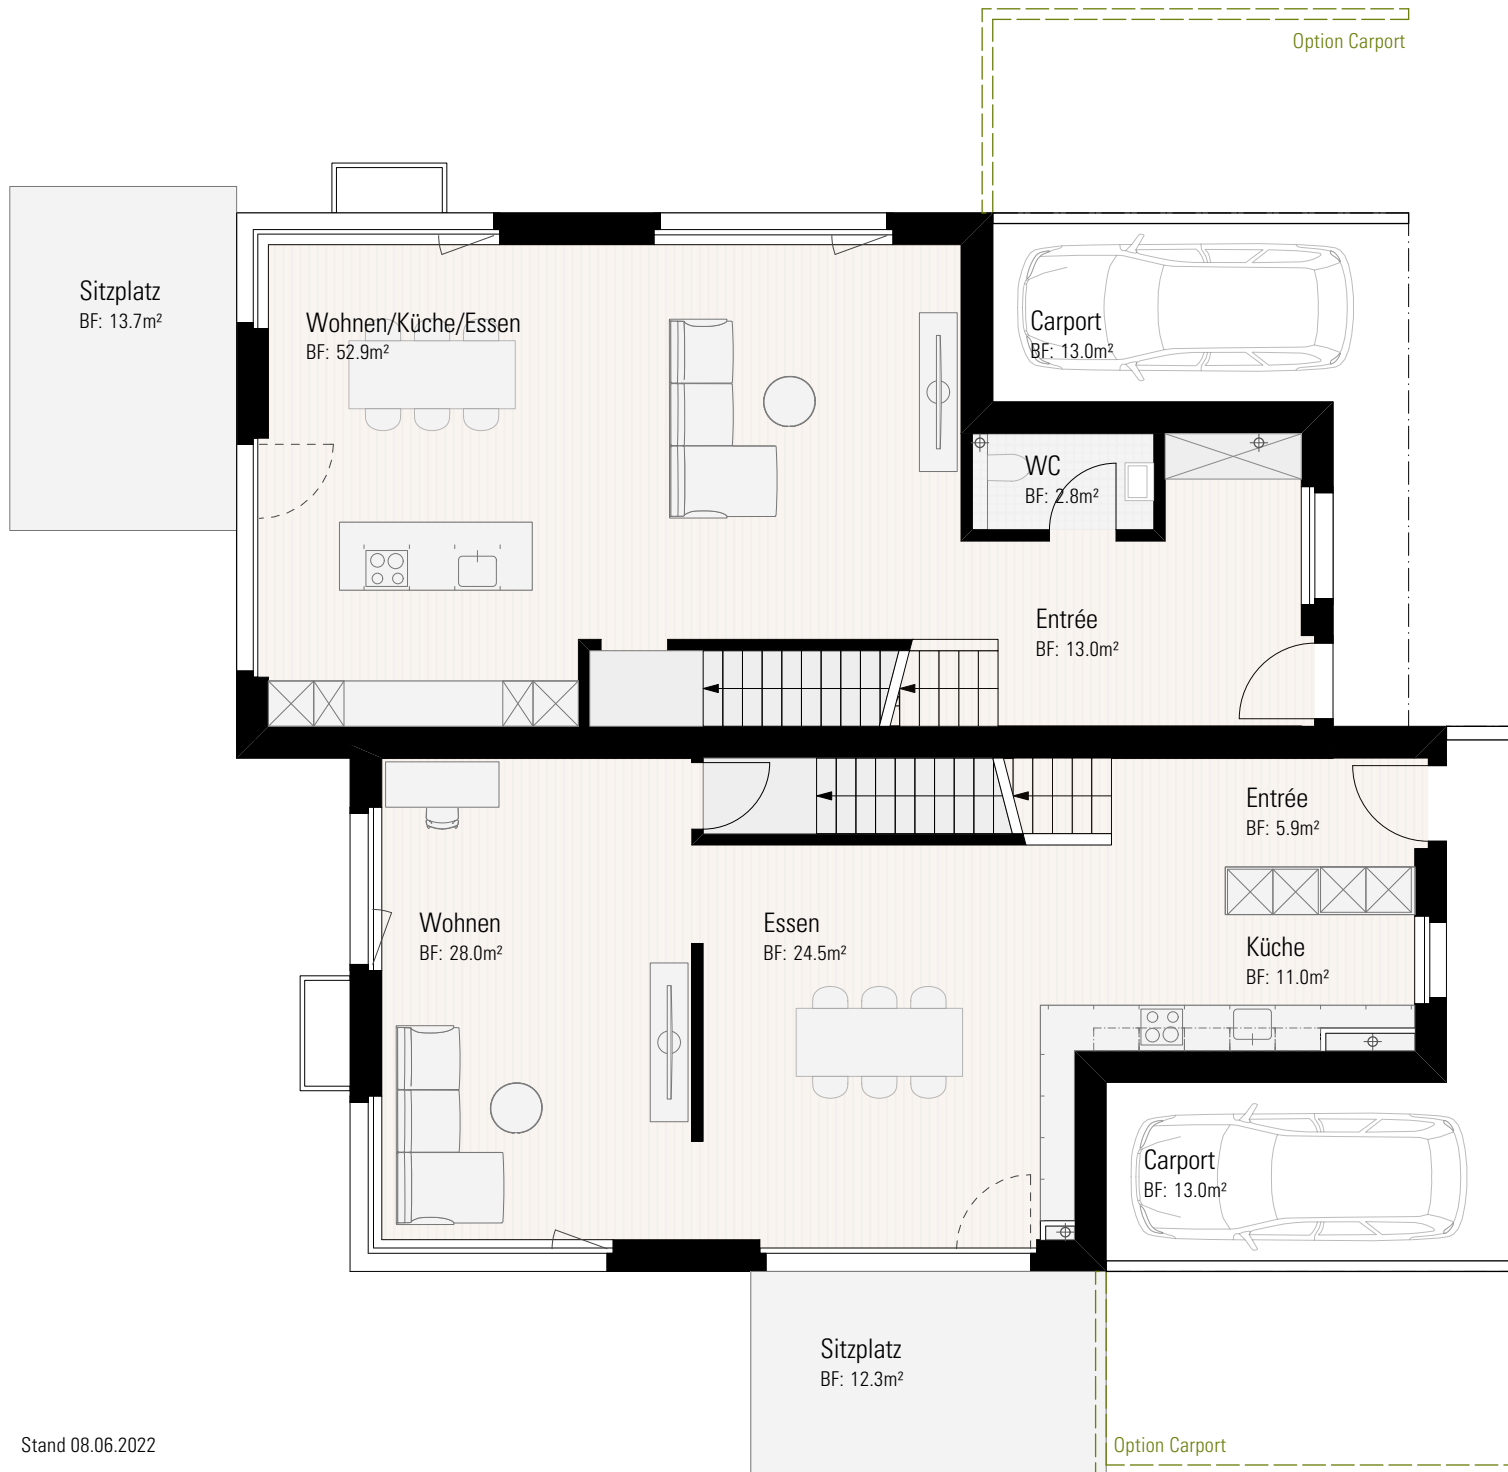 Option Carport
Sitzplatz
BF: 13.7m²
Wohnen/Küche/Essen
BF: 52.9m²
Carport
BF: 13.0m²
WC
BF: 2.8m²
Entrée
BF: 13.0m²
Entrée
BF: 5.9m²
Wohnen
BF: 28.0m²
Essen
BF: 24.5m²
Küche
BF: 11.0m²
Carport
BF: 13.0m²
Sitzplatz
BF: 12.3m²
Stand 08.06.2022
Option Carport